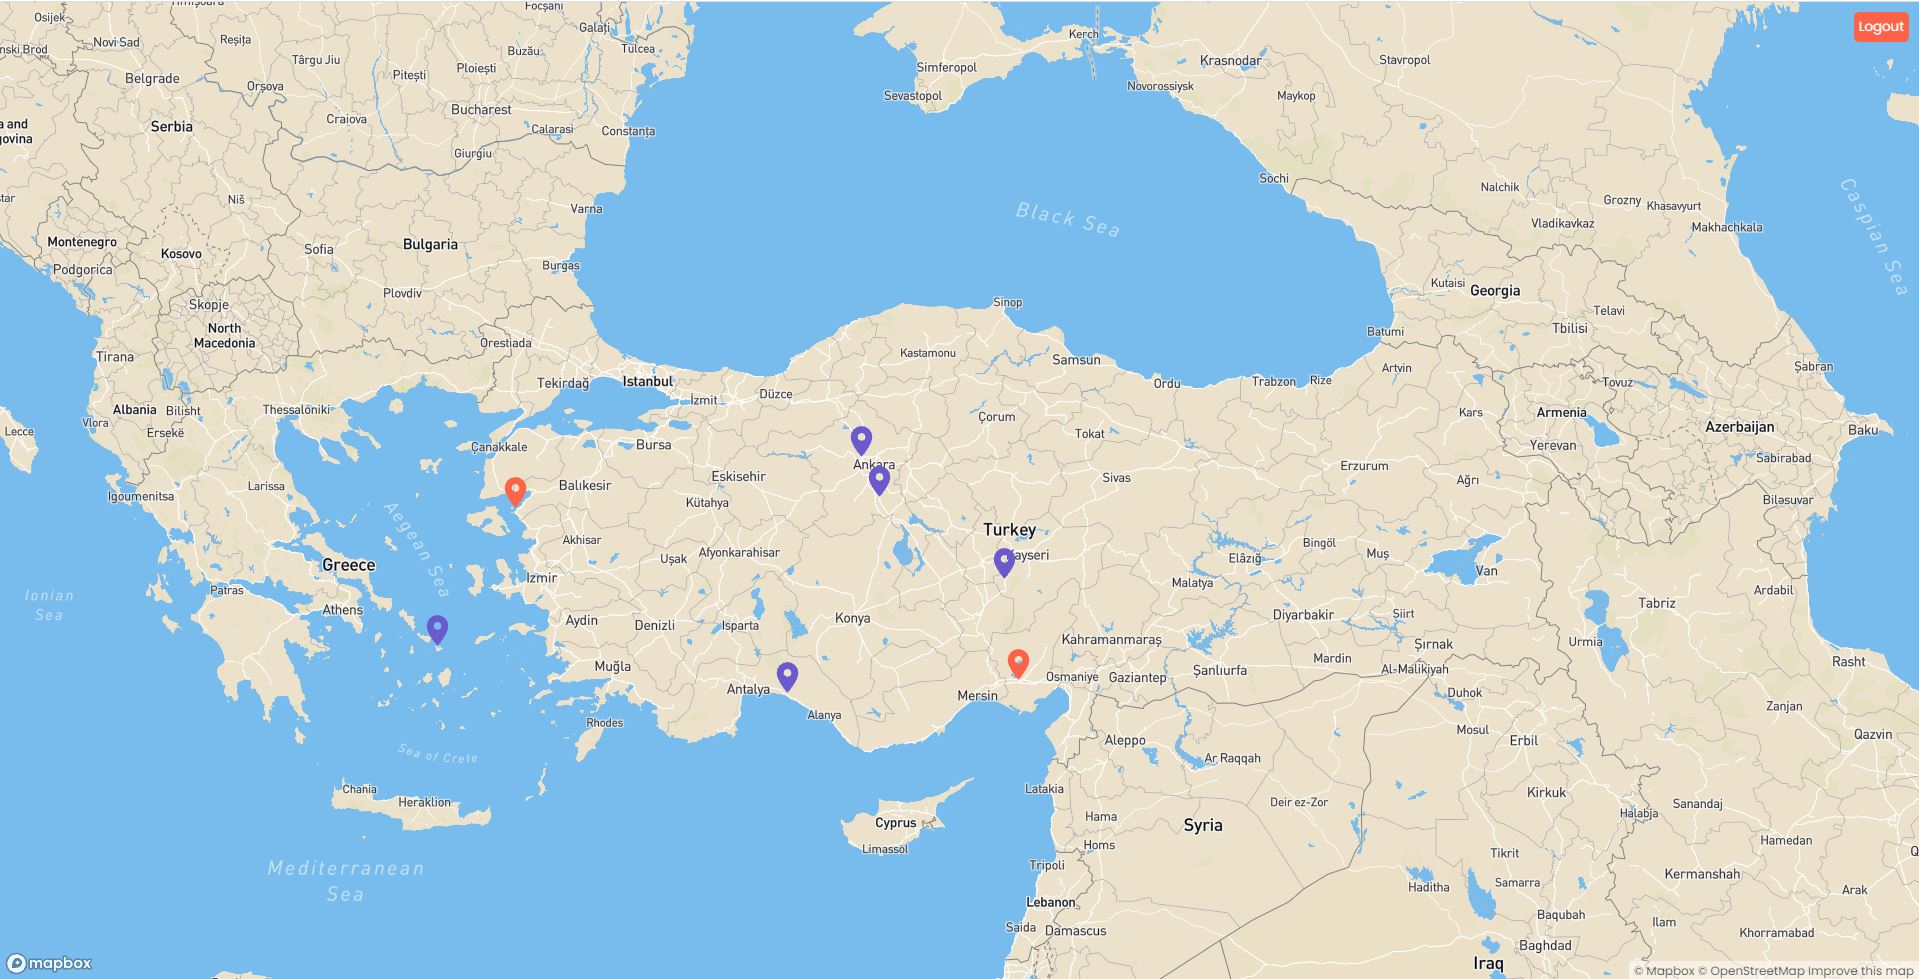 Timișoara
Focșani
Osijek
Galați
Logout
Novi Sad
Reșița
Buzău
Tulcea
Kerch
nski Brod
Târgu Jiu
Ploiești
Simferopol
Krasnodar
Stavropol
Belgrade
Pitești
Orșova
Sevastopol
Novorossiysk
Maykop
Bucharest
Craiova
Calarasi
Constanța
a and
govina
Serbia
Giurgiu
Sochi
Nalchik
Grozny
Khasavyurt
star
Niš
Varna
Black Sea
Vladikavkaz
Makhachkala
Caspian Sea
Montenegro
Kosovo
Sofia
Bulgaria
Podgorica
Burgas
Plovdiv
Kutaisi
Georgia
Skopje
Sinop
Telavi
North
Macedonia
Orestiada
Batumi
Tbilisi
Tirana
Kastamonu
Samsun
Artvin
Şabran
Tekirdağ
Istanbul
Ordu
Trabzon
Rize
Tovuz
Izmit
Düzce
Albania
Bilisht
Thessaloniki
Çorum
Kars
Armenia
Vlora
Ersekë
Tokat
Azerbaijan
Baku
Lecce
Çanakkale
Bursa
Yerevan
Sabirabad
Ankara
Erzurum
Igoumenitsa
Larissa
Balıkesir
Eskisehir
Sivas
Ağrı
Kütahya
Biləsuvar
Aegean Sea
Turkey
Akhisar
Bingöl
Greece
Uşak
Afyonkarahisar
Kayseri
Elâzığ
Muş
Izmir
Malatya
Van
Patras
Ionian
Sea
Athens
Aydin
Denizli
Isparta
Konya
Diyarbakir
Siirt
Tabriz
Ardabil
Kahramanmaraş
Şırnak
Urmia
Muğla
Mardin
Al-Malikiyah
Rasht
Antalya
Mersin
Osmaniye
Gaziantep
Şanlıurfa
Duhok
Rhodes
Alanya
Zanjan
Mosul
Erbil
Qazvin
Sea of Crete
Aleppo
Ar Raqqah
Chania
Heraklion
Latakia
Deir ez-Zor
Kirkuk
Sanandaj
Cyprus
Hama
Syria
Halabja
Limassol
Homs
Hamedan
Q
Mediterranean
Sea
Tripoli
Tikrit
Kermanshah
Haditha
Samarra
Arak
Lebanon
Baqubah
Ilam
Saida
Damascus
Khorramabad
Baghdad
mapbox
Iraq
© Mapbox © OpenStreetMap Improve this map